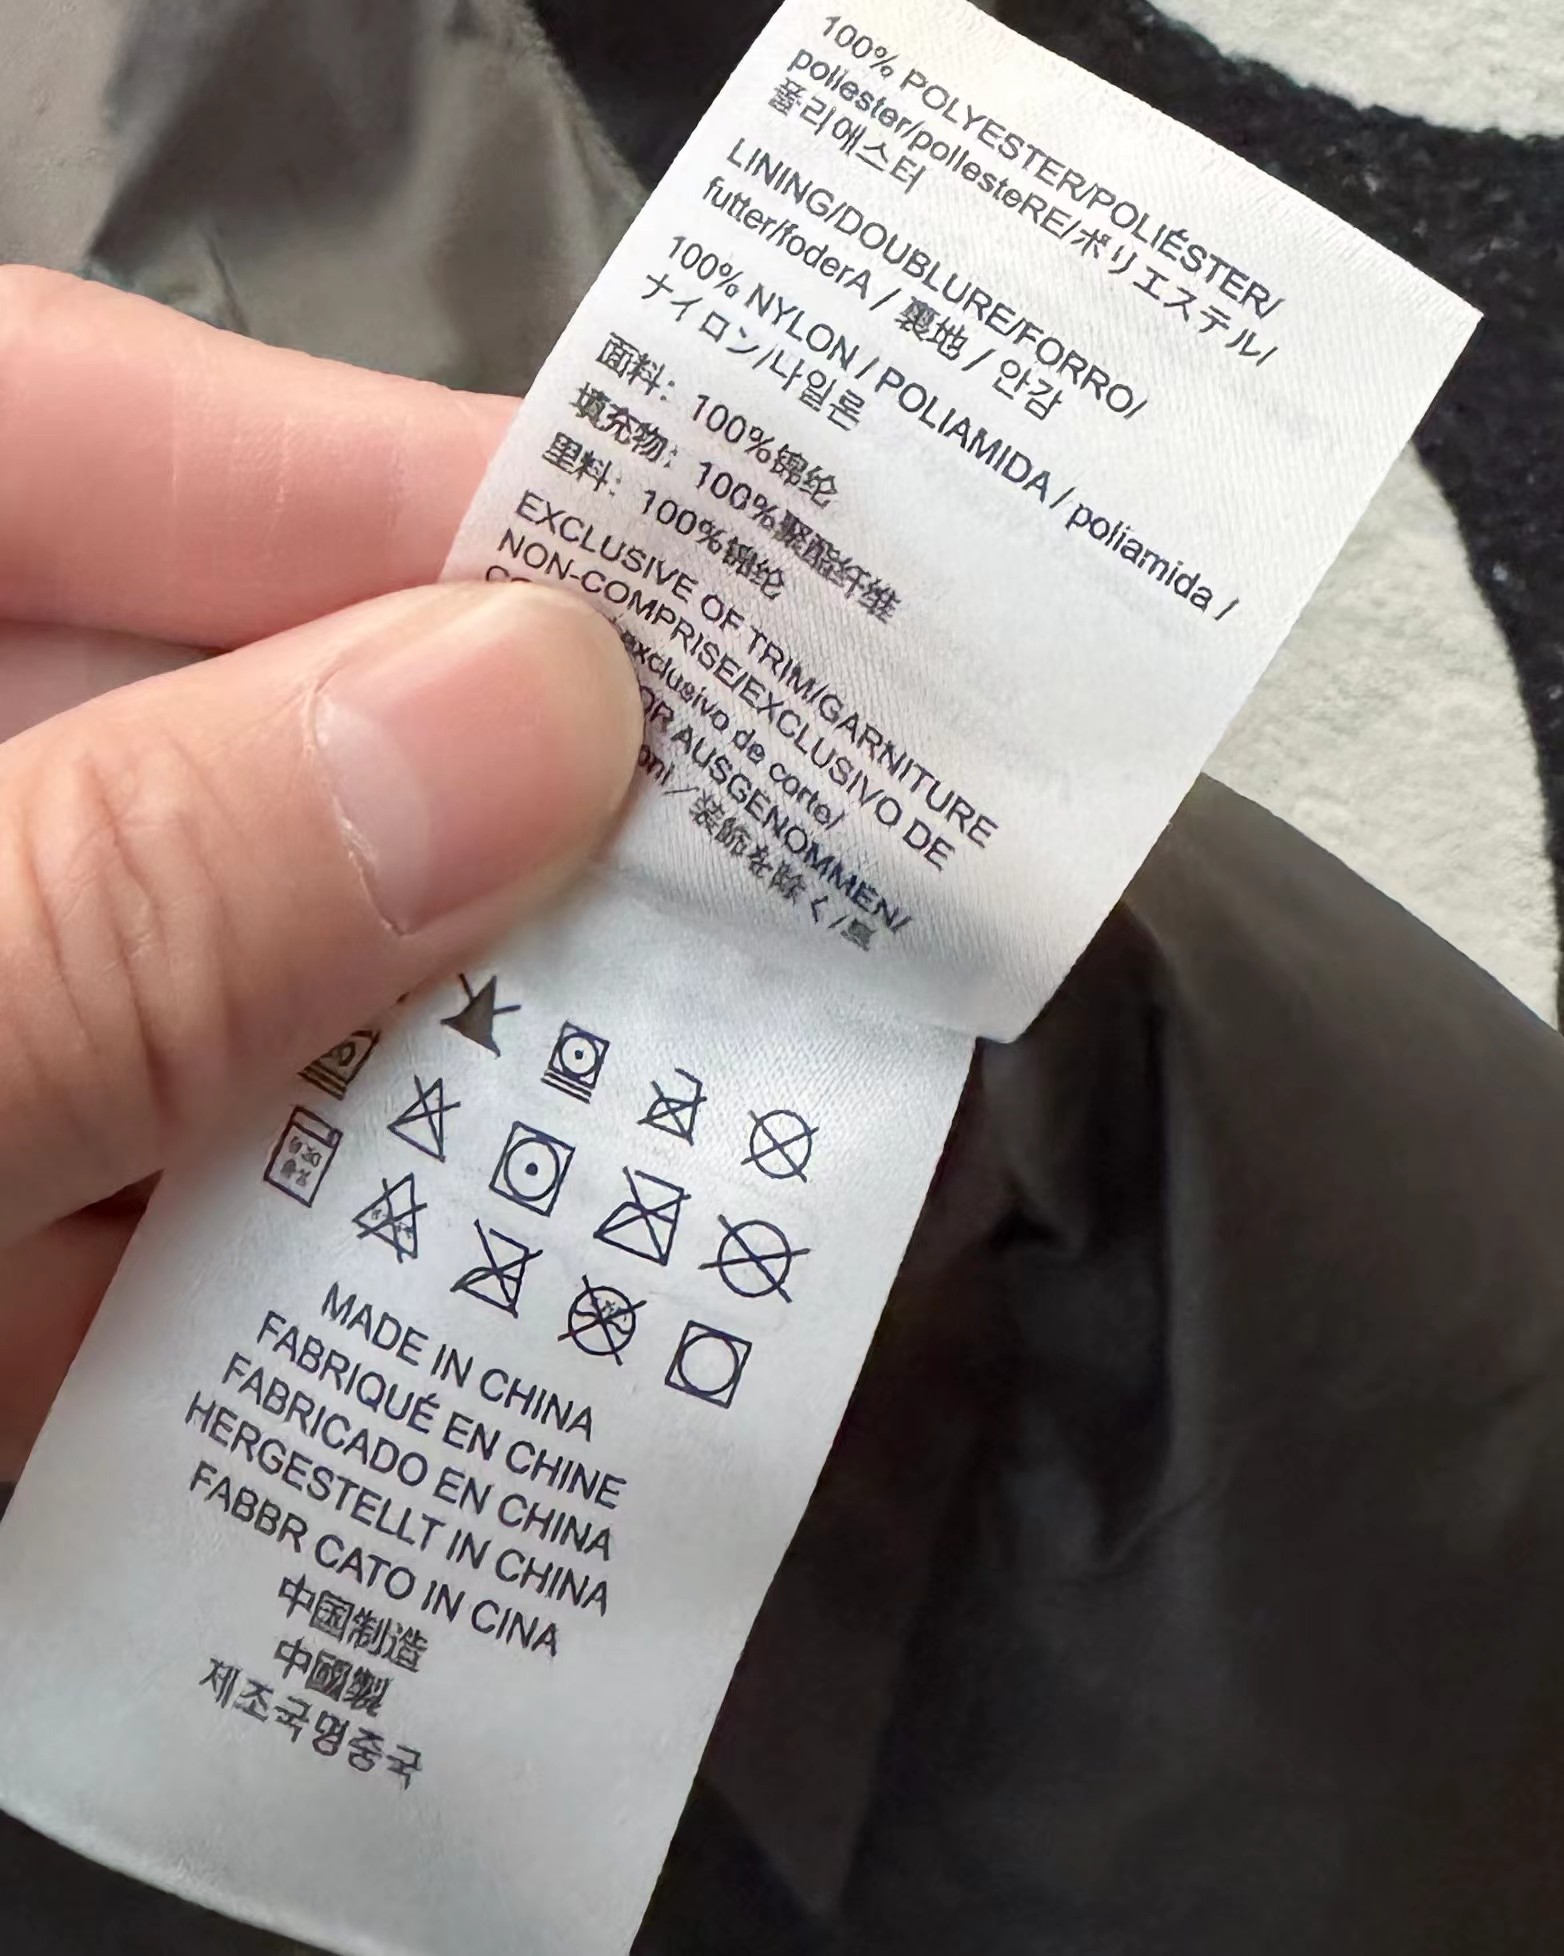 100% POLYESTER/POLIÉSTER/
poliester/poliesteRE/ポリエステル/
폴리에스터
LINING/DOUBLURE/FORRO/
futter/foderA / 裏地 / 안감
100% NYLON / POLIAMIDA / poliamida /
ナイロン/나일론
面料：100%锦纶
填充物：100%聚酯纤维
里料：100%锦纶
EXCLUSIVE OF TRIM/GARNITURE
NON-COMPRISE/EXCLUSIVO DE
exclusivo de corte/
AUSGENOMMEN/
/装飾を除く/
MADE IN CHINA
FABRIQUÉ EN CHINE
FABRICADO EN CHINA
HERGESTELLT IN CHINA
FABBR CATO IN CINA
中国制造
中國製
제조국명중국